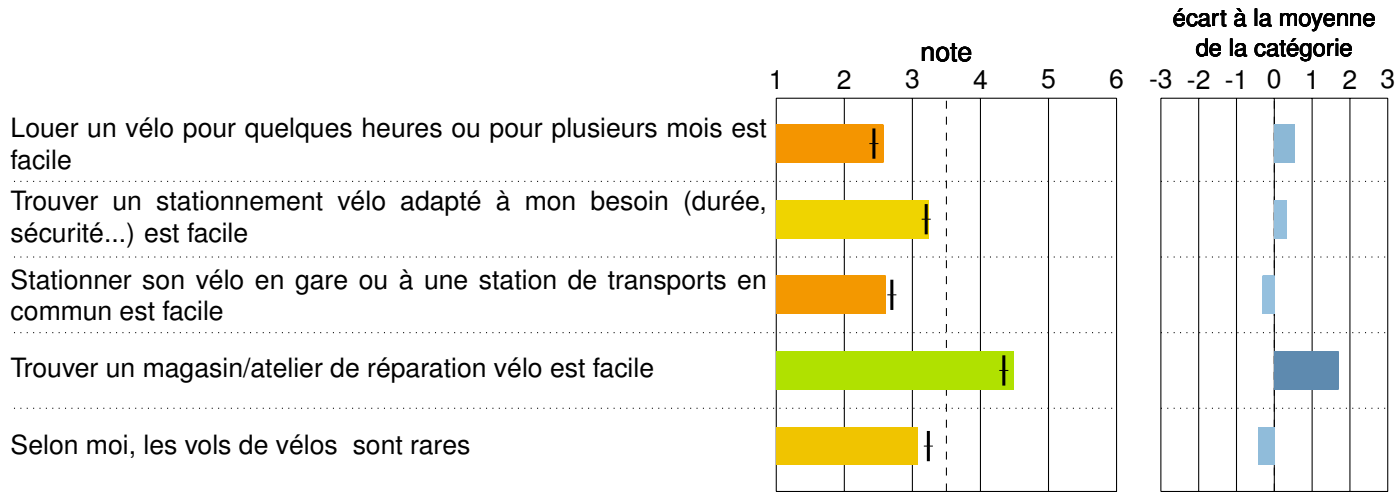 écart à la moyenne
de la catégorie
note
1 2 3 4 5 6
-3 -2 -1 0 1 2 3
Louer un vélo pour quelques heures ou pour plusieurs mois est
facile
Trouver un stationnement vélo adapté à mon besoin (durée,
sécurité...) est facile
Stationner son vélo en gare ou à une station de transports en
commun est facile
Trouver un magasin/atelier de réparation vélo est facile
Selon moi, les vols de vélos sont rares